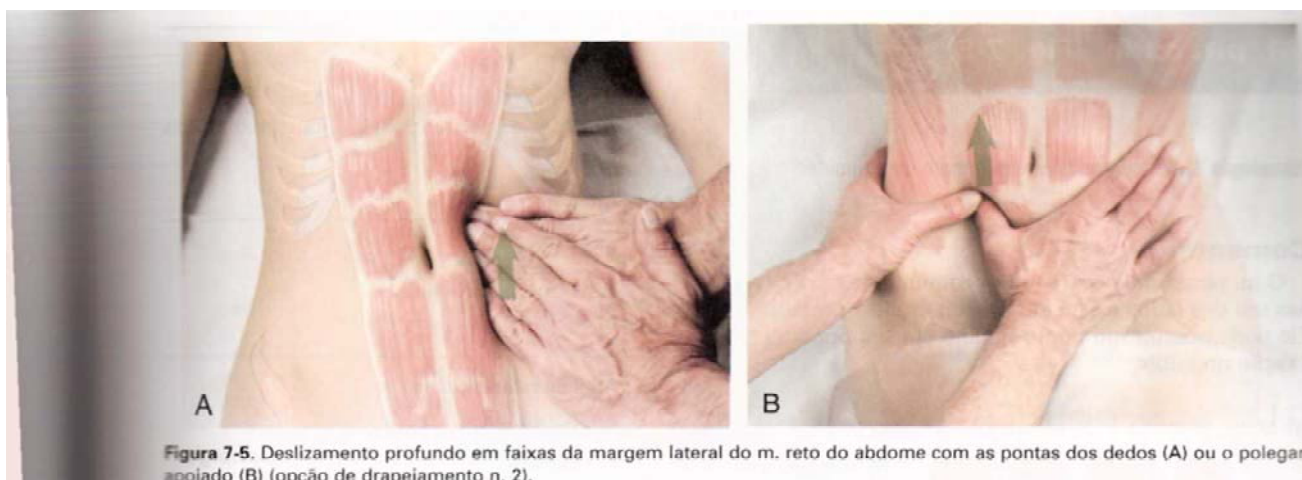 A
B
Figura 7-5. Deslizamento profundo em faixas da margem lateral do m. reto do abdome com as pontas dos dedos (A) ou o polegar
apoiado (B) (opção de drapejamento n. 2).